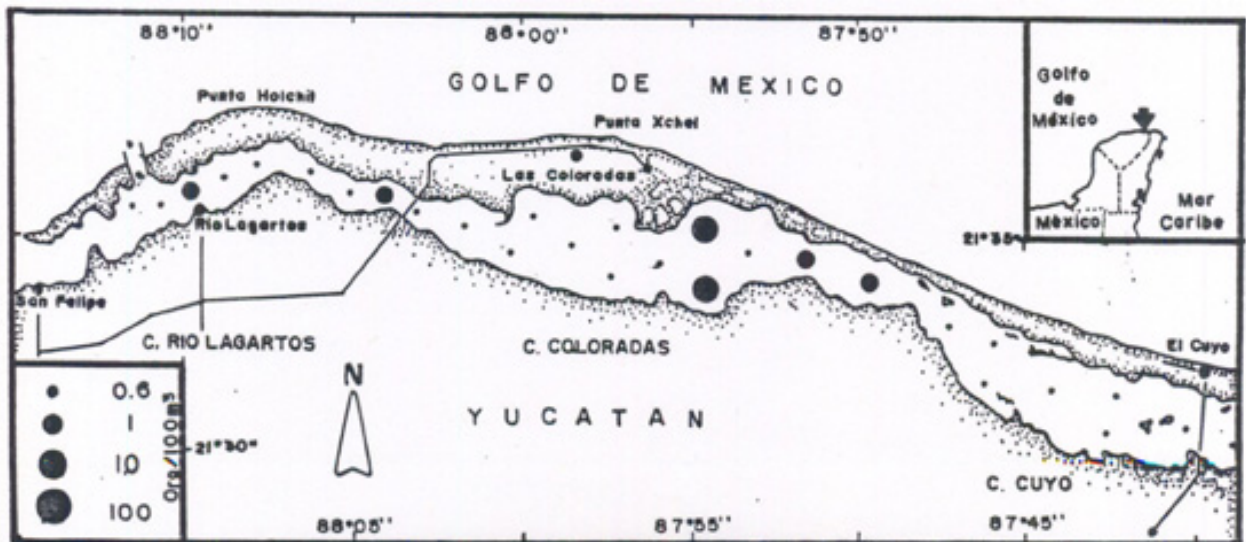 88°10"
86°00"
87°50"
GOLFO DE MEXICO
Punta Holchil
Punta Xchel
Las Coloradas
Rio Lagartos
San Felipe
C. RIO LAGARTOS
C. COLORADAS
El Cuyo
C. CUYO
YUCATAN
N
21°35"
21°30"
0.6
1
10
100
Org/100m³
88°05"
87°55"
87°45"
Golfo
de
México
México
Mar
Caribe